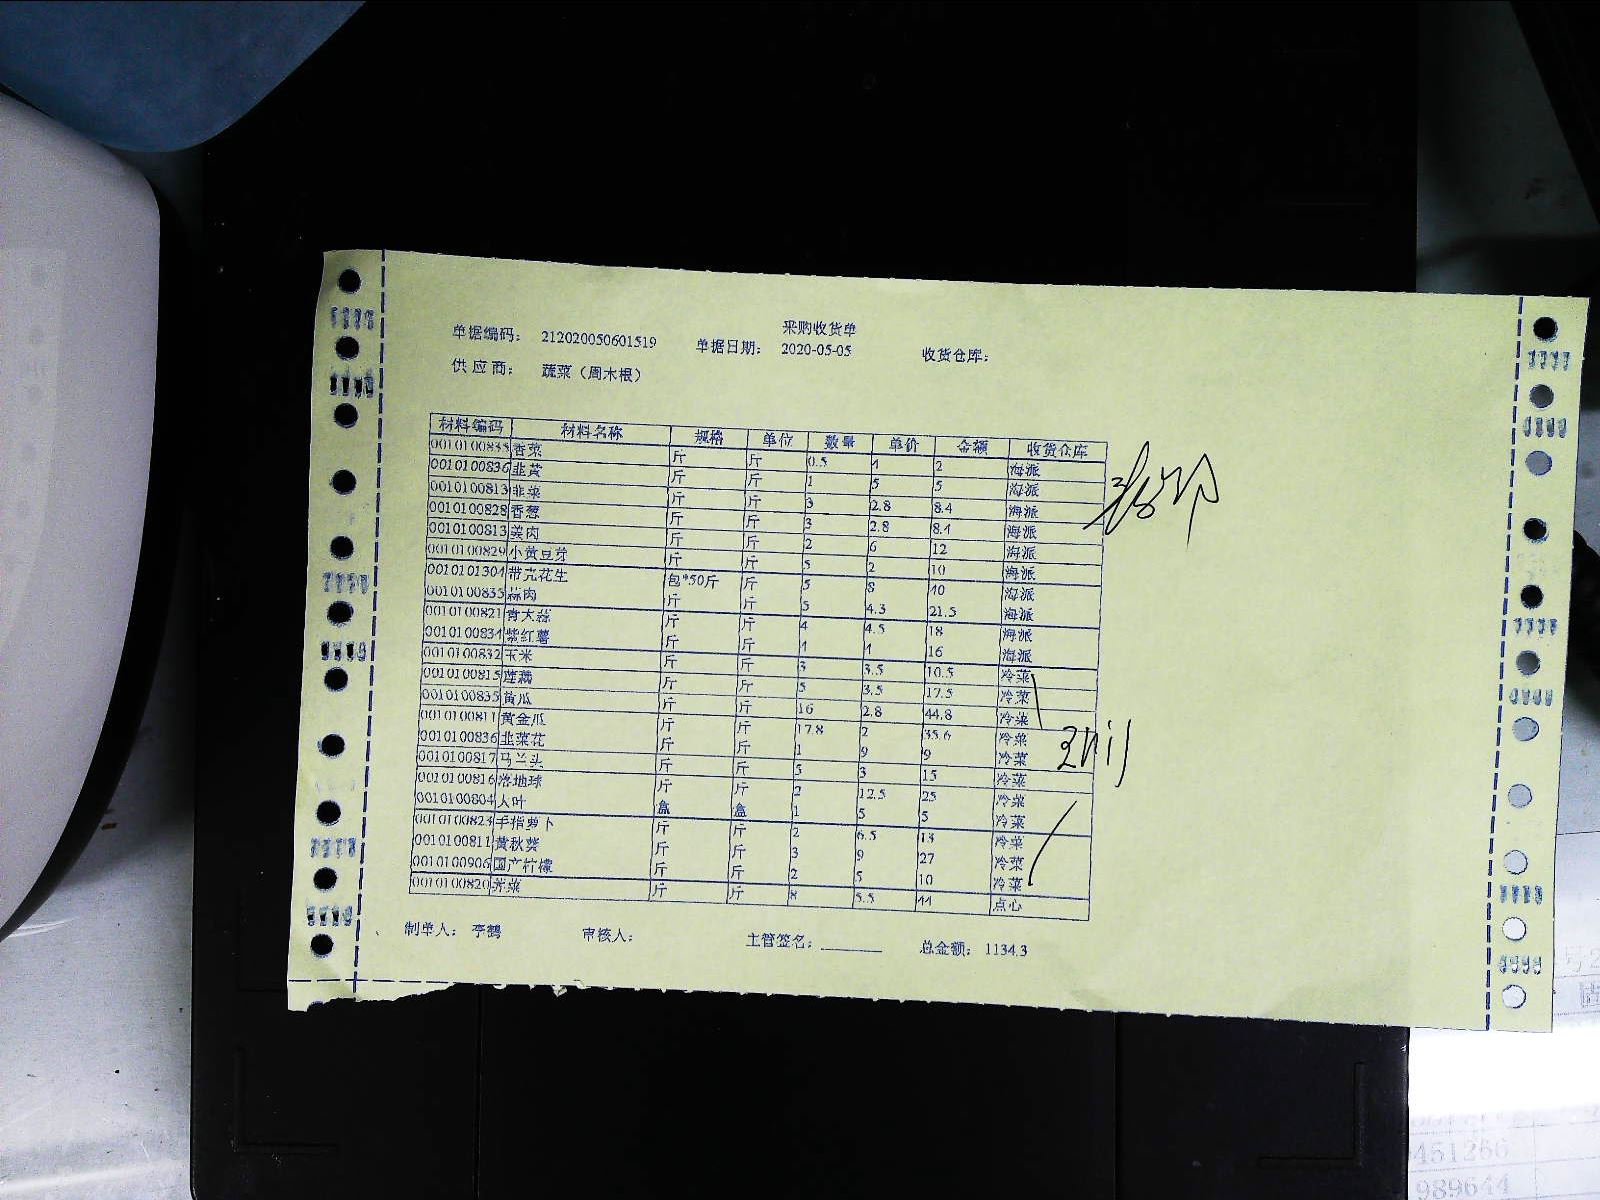 采购收货单
单据编码： 212020050601519 单据日期： 2020-05-05 收货仓库：
供应商： 蔬菜（周木根）
材料编码 材料名称 规格 单位 数量 单价 金额 收货仓库
0010100835 香菜 斤 斤 0.5 4 2 海派
0010100836 韭黄 斤 斤 1 5 5 海派
0010100813 韭菜 斤 斤 3 2.8 8.4 海派
0010100828 香葱 斤 斤 3 2.8 8.4 海派
0010100813 姜肉 斤 斤 2 6 12 海派
0010100829 小黄豆芽 斤 斤 5 2 10 海派
0010101304 带壳花生 包*50斤 斤 5 8 40 海派
0010100835 蒜肉 斤 斤 5 4.3 21.5 海派
0010100821 青大蒜 斤 斤 4 4.5 18 海派
0010100834 紫红薯 斤 斤 4 4 16 海派
0010100832 玉米 斤 斤 3 3.5 10.5 冷菜
0010100815 莲藕 斤 斤 5 3.5 17.5 冷菜
0010100835 黄瓜 斤 斤 16 2.8 44.8 冷菜
0010100811 黄金瓜 斤 斤 17.8 2 35.6 冷菜
0010100836 韭菜花 斤 斤 1 9 9 冷菜
0010100817 马兰头 斤 斤 5 3 15 冷菜
0010100816 落地球 斤 斤 2 12.5 25 冷菜
0010100804 人叶 盒 盒 1 5 5 冷菜
0010100823 手指萝卜 斤 斤 2 6.5 13 冷菜
0010100811 黄秋葵 斤 斤 3 9 27 冷菜
0010100906 国产柠檬 斤 斤 2 5 10 冷菜
0010100820 斤 斤 8 5.5 44 点心
制单人： 李鹤 审核人： 主管签名：______ 总金额： 1134.3
451266
989644